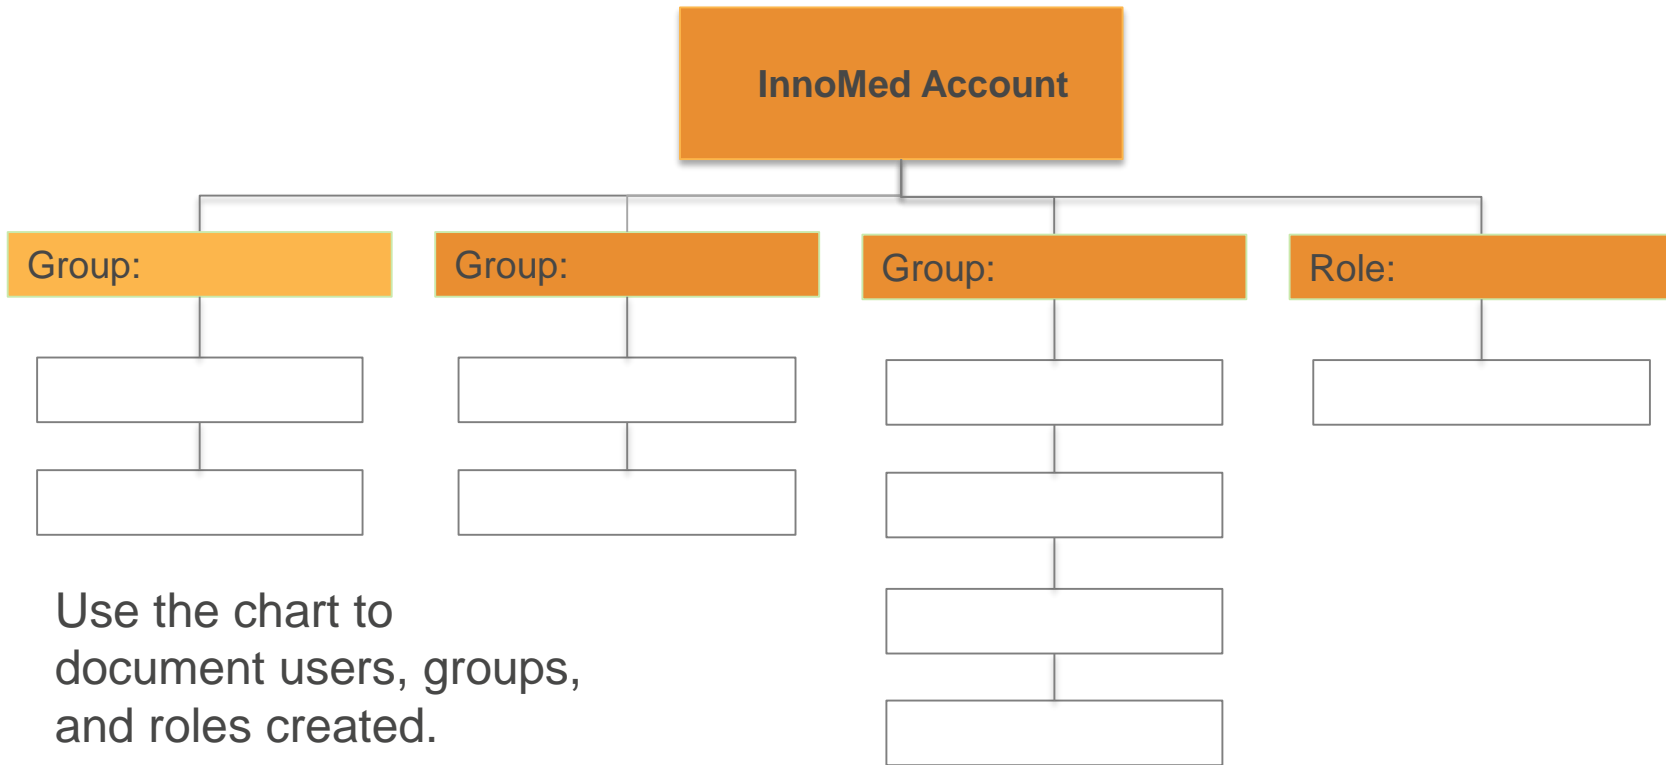 InnoMed Account
Group:
Group:
Group:
Role:
Use the chart to
document users, groups,
and roles created.